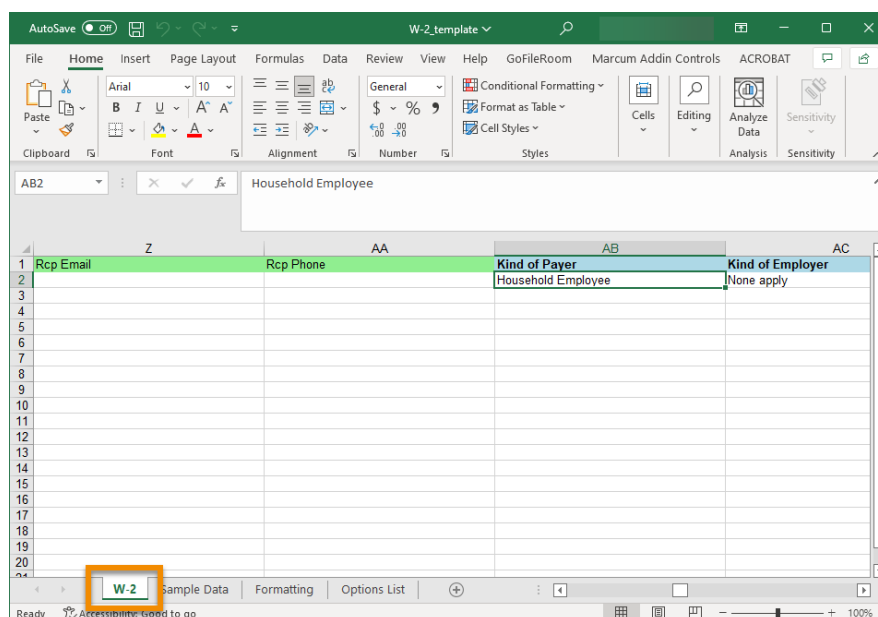 AutoSave Off W-2_template
File Home Insert Page Layout Formulas Data Review View Help GoFileRoom Marcum Addin Controls ACROBAT
Paste
Arial 10
B I U A A
ab
General
$ % 9
.00 .00
Conditional Formatting
Format as Table
Cell Styles
Cells
Editing
Analyze
Data
Sensitivity
Clipboard Font Alignment Number Styles Analysis Sensitivity
AB2 fx Household Employee
Z AA AB AC
1 Rcp Email Rcp Phone Kind of Payer Kind of Employer
2 Household Employee None apply
3
4
5
6
7
8
9
10
11
12
13
14
15
16
17
18
19
20
21
W-2 Sample Data Formatting Options List
Ready Accessibility: Good to go 100%